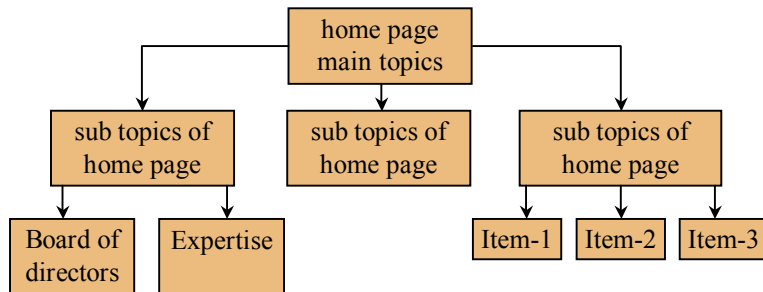 home page
main topics
sub topics of
home page
sub topics of
home page
sub topics of
home page
Board of
directors
Expertise
Item-1
Item-2
Item-3